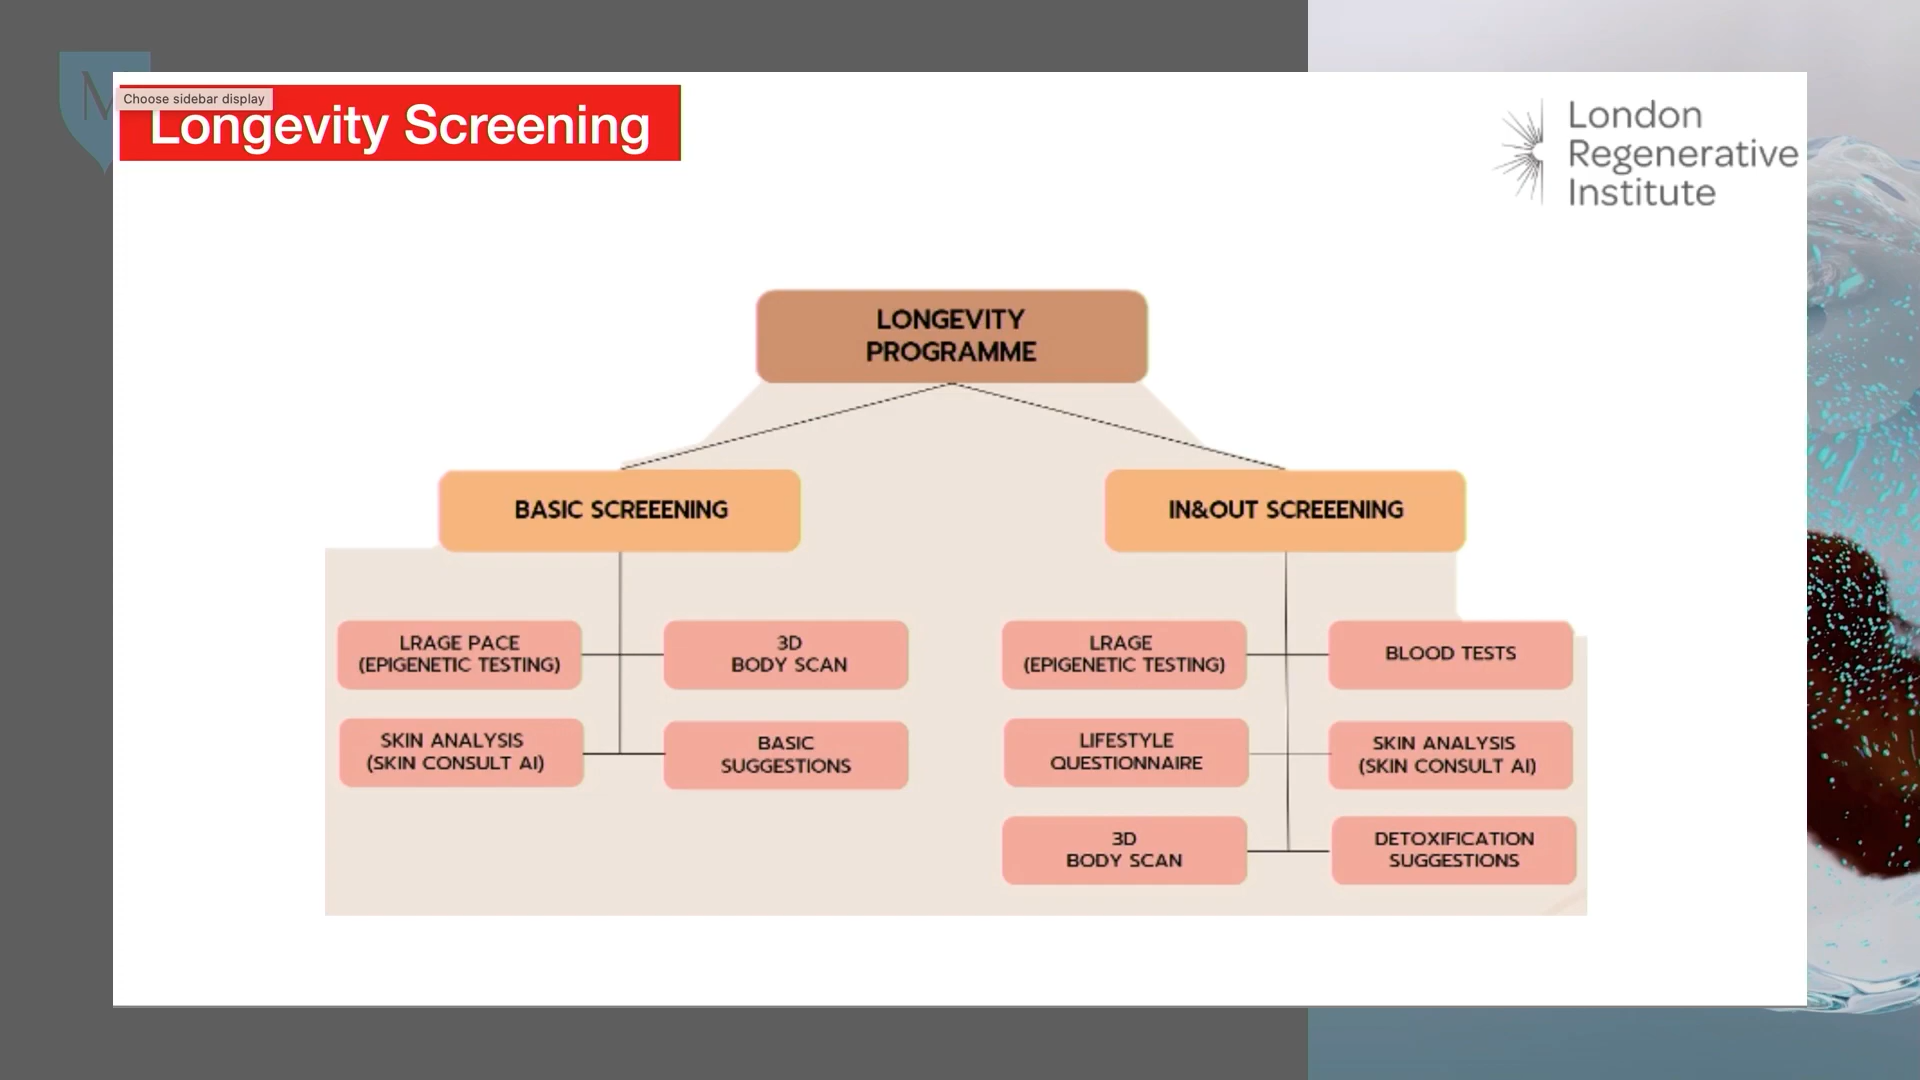 M
Choose sidebar display
Longevity Screening
London
Regenerative
Institute
LONGEVITY
PROGRAMME
BASIC SCREEENING
IN&OUT SCREEENING
LRAGE PACE
(EPIGENETIC TESTING)
3D
BODY SCAN
SKIN ANALYSIS
(SKIN CONSULT AI)
BASIC
SUGGESTIONS
LRAGE
(EPIGENETIC TESTING)
BLOOD TESTS
LIFESTYLE
QUESTIONNAIRE
SKIN ANALYSIS
(SKIN CONSULT AI)
3D
BODY SCAN
DETOXIFICATION
SUGGESTIONS